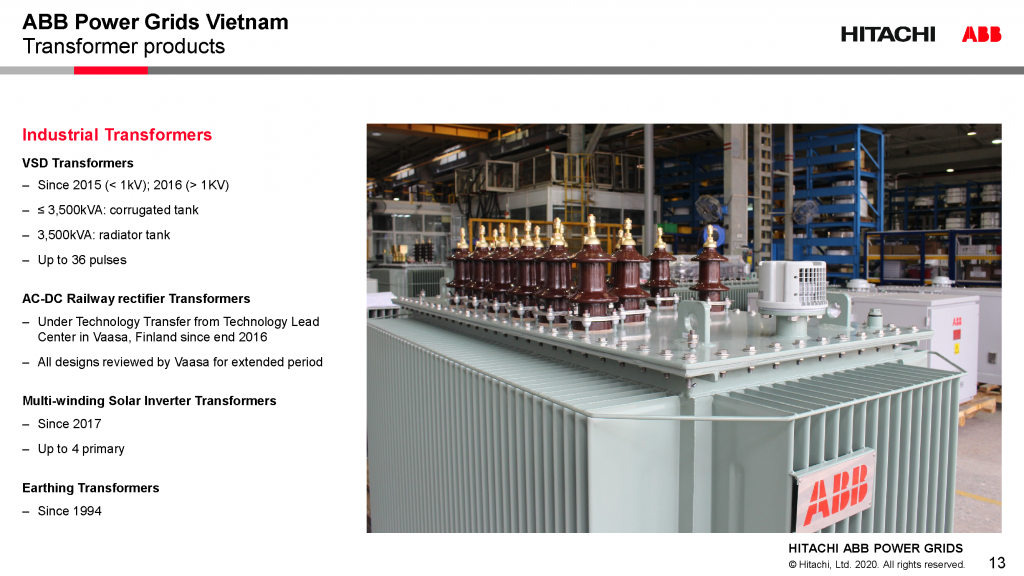 ABB Power Grids Vietnam
Transformer products
HITACHI ABB
Industrial Transformers
VSD Transformers
– Since 2015 (< 1kV); 2016 (> 1KV)
– ≤ 3,500kVA: corrugated tank
– 3,500kVA: radiator tank
– Up to 36 pulses
AC-DC Railway rectifier Transformers
– Under Technology Transfer from Technology Lead
Center in Vaasa, Finland since end 2016
– All designs reviewed by Vaasa for extended period
Multi-winding Solar Inverter Transformers
– Since 2017
– Up to 4 primary
Earthing Transformers
– Since 1994
ABB
ABB
HITACHI ABB POWER GRIDS
© Hitachi, Ltd. 2020. All rights reserved.
13